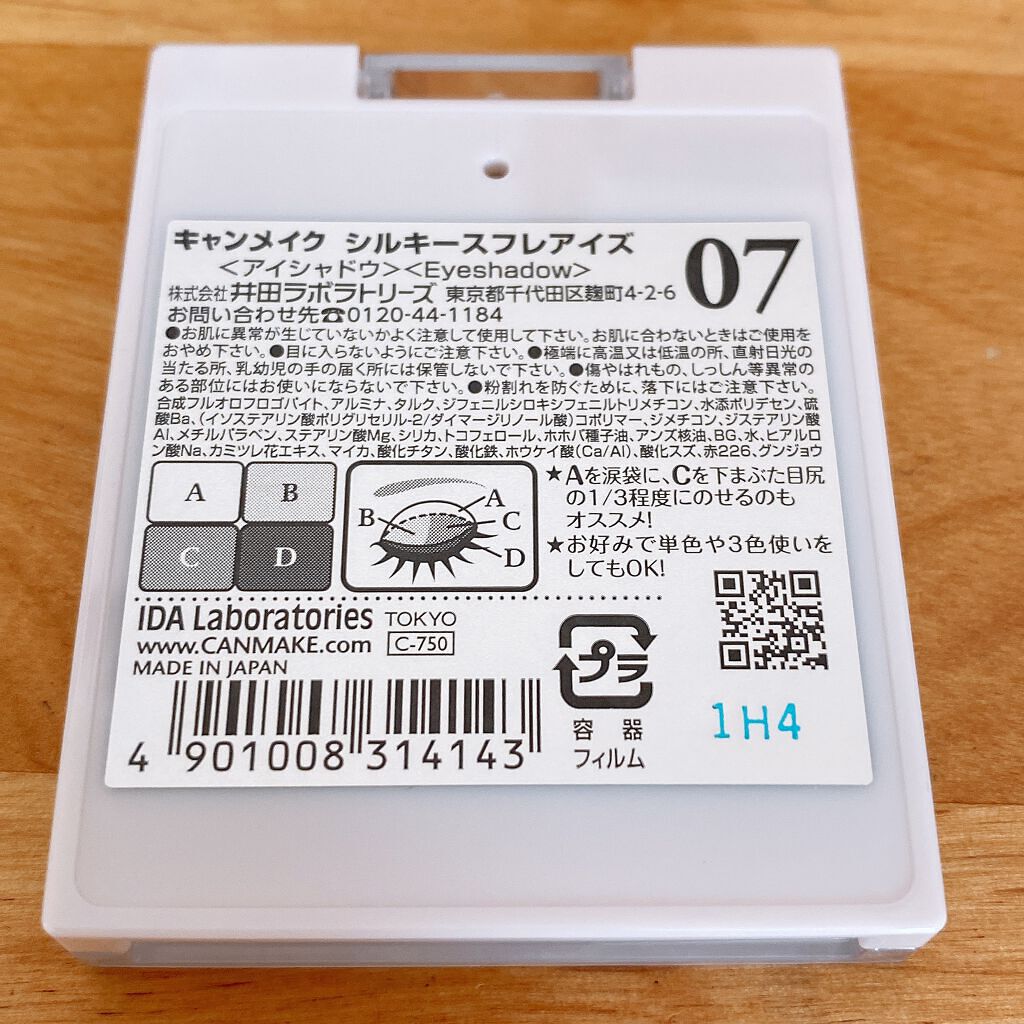 キャンメイク シルキースフレアイズ
07
<アイシャドウ><Eyeshadow>
株式会社 井田ラボラトリーズ 東京都千代田区麹町4-2-6
お問い合わせ先☎0120-44-1184
●お肌に異常が生じていないかよく注意して使用して下さい。お肌に合わないときはご使用を
おやめ下さい。●目に入らないようにご注意下さい。●極端に高温又は低温の所、直射日光の
当たる所、乳幼児の手の届く所には保管しないで下さい。●傷やはれもの、しっしん等異常の
ある部位にはお使いにならないで下さい。●粉割れを防ぐために、落下にはご注意下さい。
合成フルオロフロゴパイト、アルミナ、タルク、ジフェニルシロキシフェニルトリメチコン、水添ポリデセン、硫
酸Ba、(イソステアリン酸ポリグリセリル-2/ダイマージリノール酸)コポリマー、ジメチコン、ジステアリン酸
Al、メチルパラベン、ステアリン酸Mg、シリカ、トコフェロール、ホホバ種子油、アンズ核油、BG、水、ヒアルロ
ン酸Na、カミツレ花エキス、マイカ、酸化チタン、酸化鉄、ホウケイ酸(Ca/Al)、酸化スズ、赤226、グンジョウ
A
B
C
D
A
B
C
D
★Aを涙袋に、Cを下まぶた目尻
の1/3程度にのせるのも
オススメ!
★お好みで単色や3色使いを
してもOK!
IDA Laboratories TOKYO
www.CANMAKE.com C-750
MADE IN JAPAN
4 901008 314143
プラ
容器
フィルム
1H4